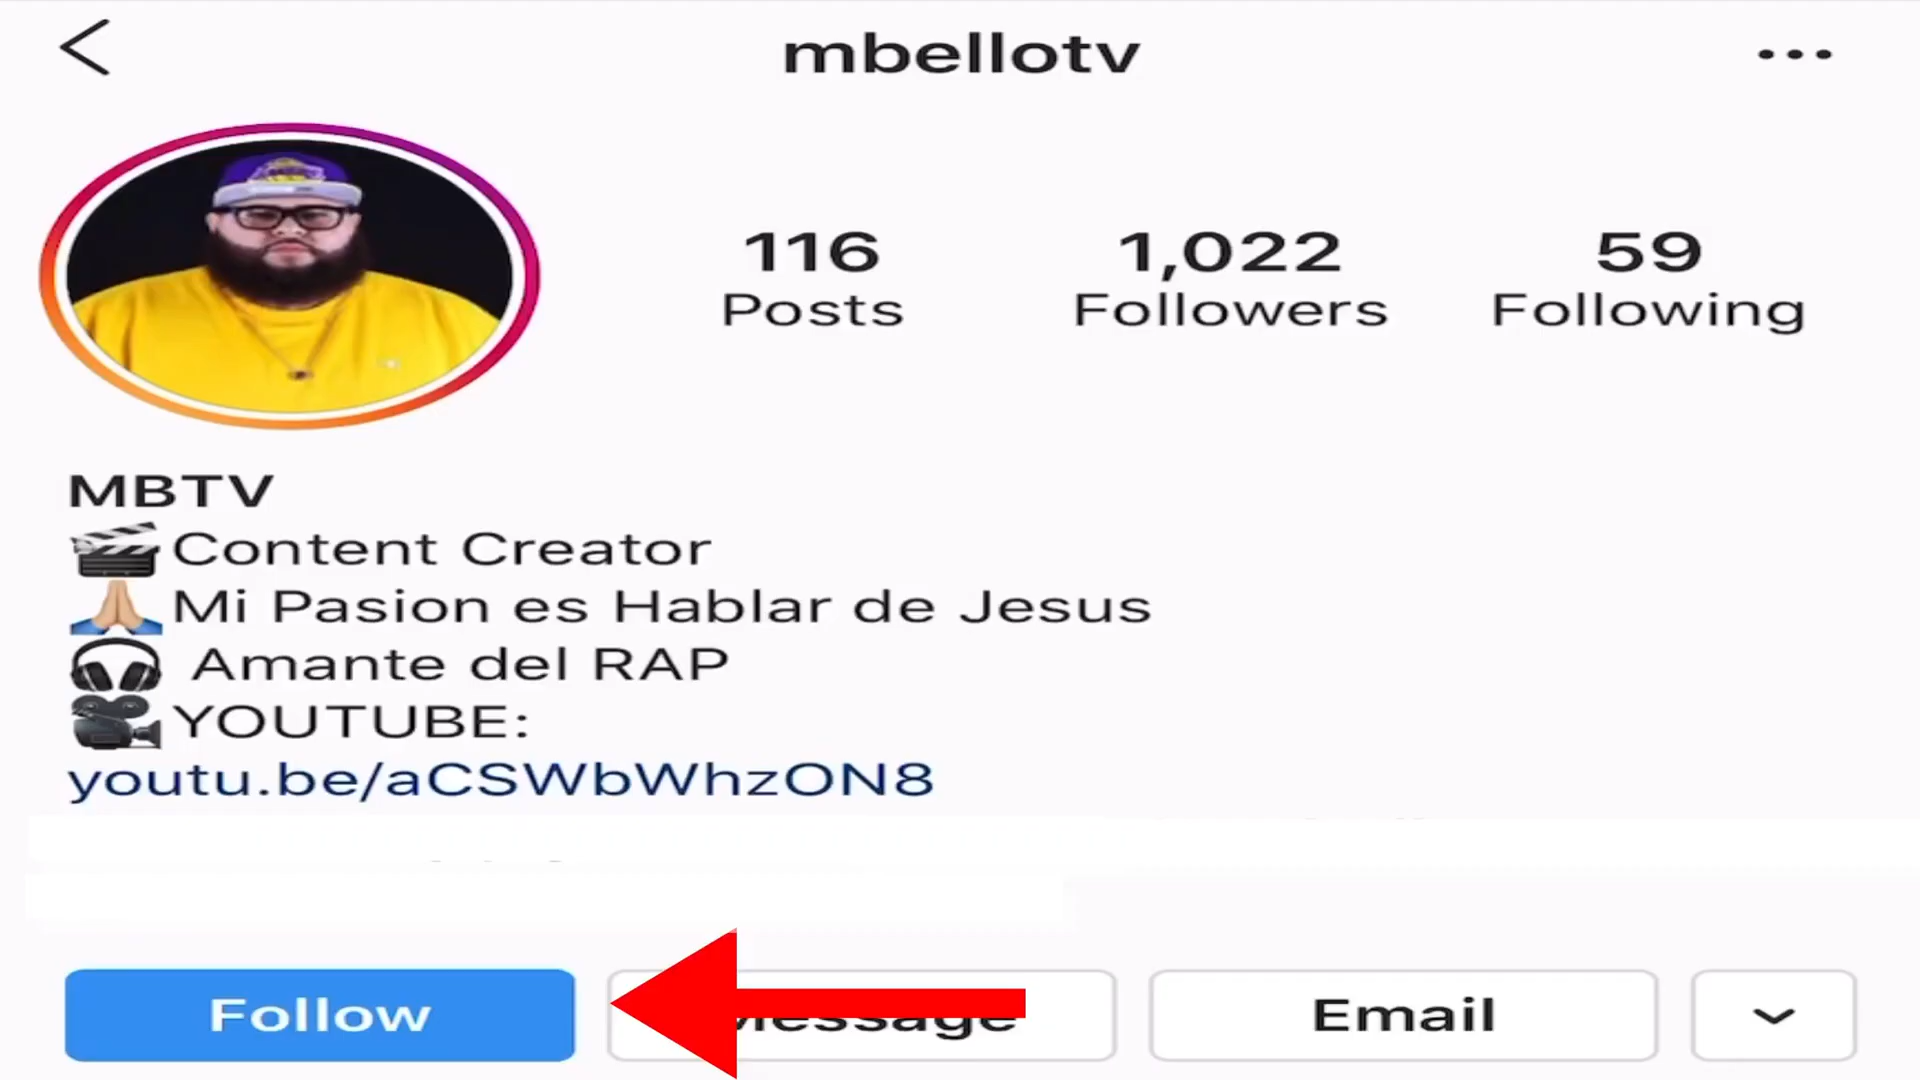 mbellotv
116
Posts
1,022
Followers
59
Following
MBTV
Content Creator
Mi Pasion es Hablar de Jesus
Amante del RAP
YOUTUBE:
youtu.be/aCSWbWhzON8
Follow
Message
Email